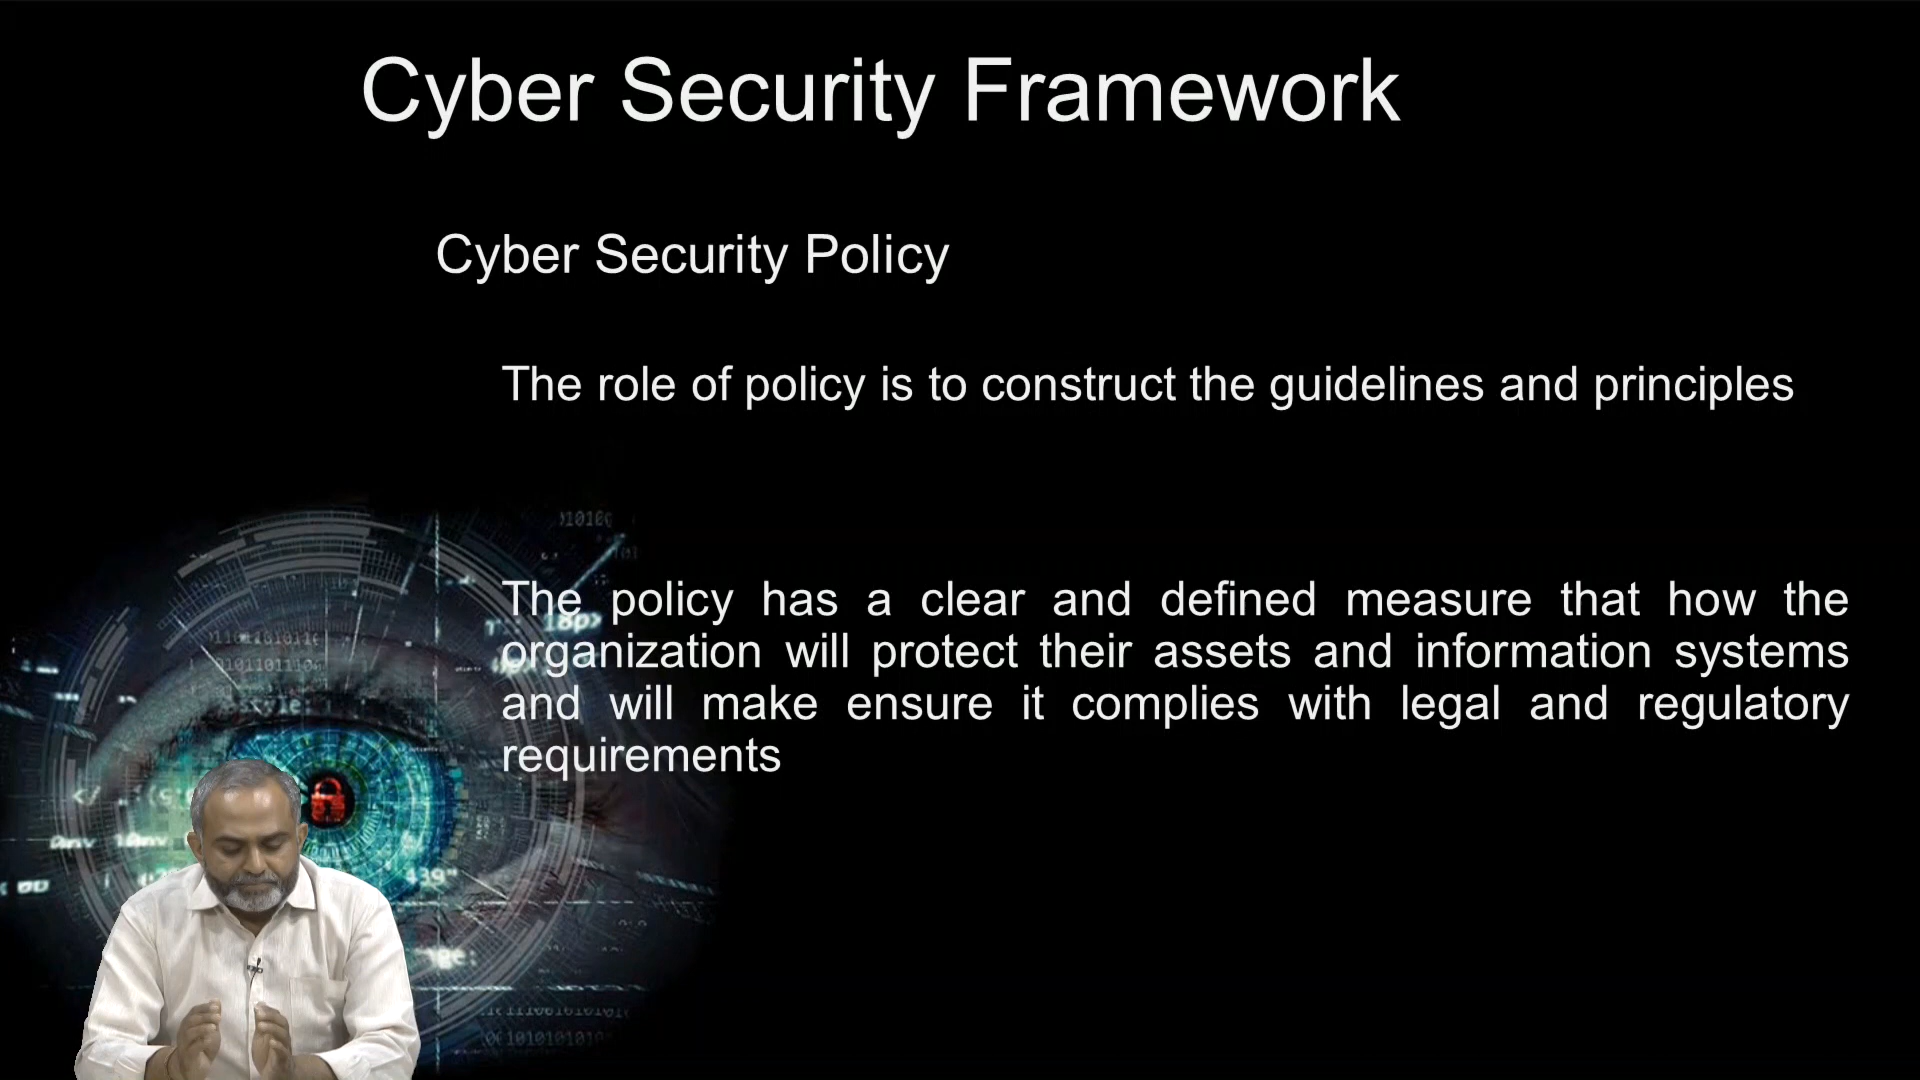 Cyber Security Framework
Cyber Security Policy
The role of policy is to construct the guidelines and principles
The policy has a clear and defined measure that how the
organization will protect their assets and information systems
and will make ensure it complies with legal and regulatory
requirements